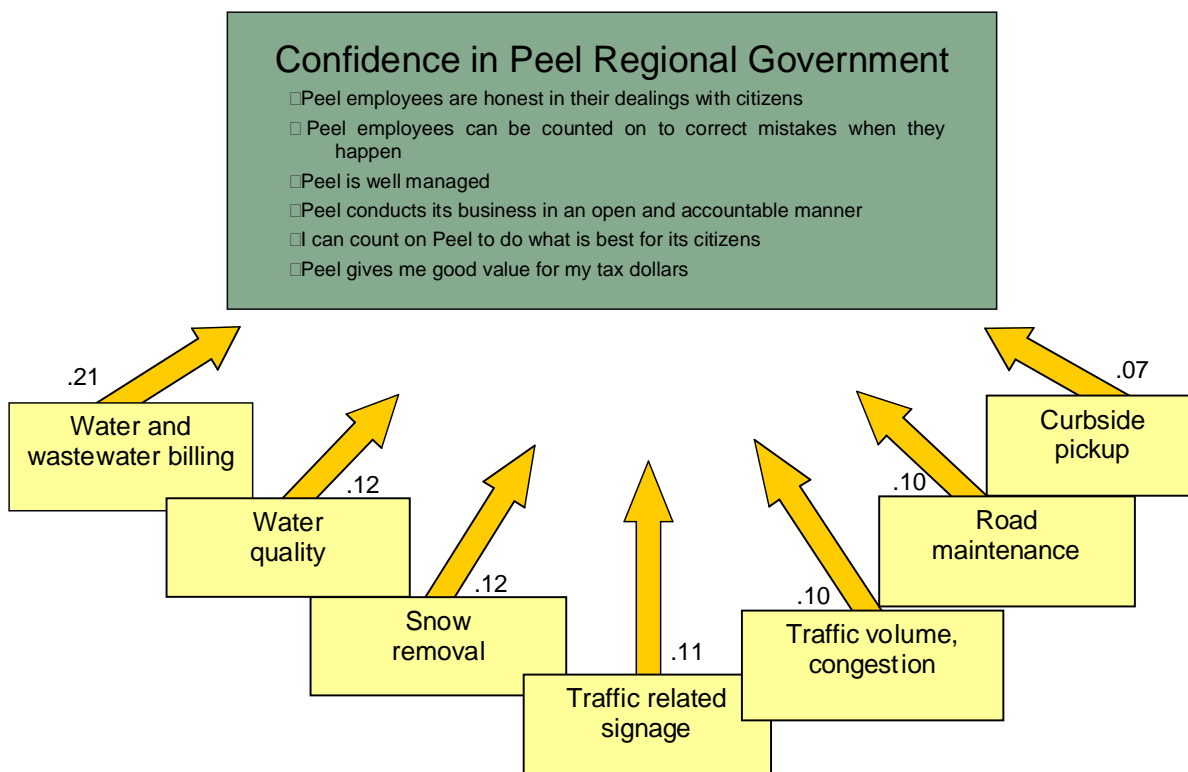 Confidence in Peel Regional Government
□Peel employees are honest in their dealings with citizens
□ Peel employees can be counted on to correct mistakes when they
happen
□Peel is well managed
□Peel conducts its business in an open and accountable manner
□I can count on Peel to do what is best for its citizens
□Peel gives me good value for my tax dollars
.21
Water and
wastewater billing
.12
Water
quality
.12
Snow
removal
.11
Traffic related
signage
.10
Traffic volume,
congestion
.10
Road
maintenance
.07
Curbside
pickup